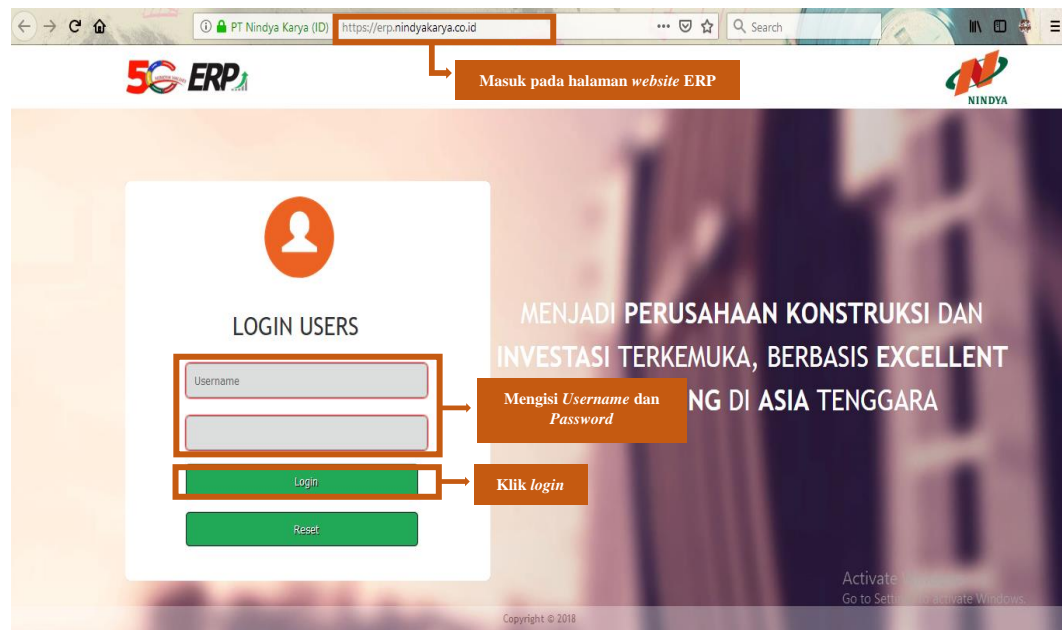 PT Nindya Karya (ID)
https://erp.nindyakarya.co.id
Search
Masuk pada halaman website ERP
ERP
NINDYA
LOGIN USERS
MENJADI PERUSAHAAN KONSTRUKSI DAN
INVESTASI TERKEMUKA, BERBASIS EXCELLENT
NG DI ASIA TENGGARA
Username
Mengisi Username dan
Password
Login
Klik login
Reset
Activate
Go to Sett activate Windows.
Copyright © 2018